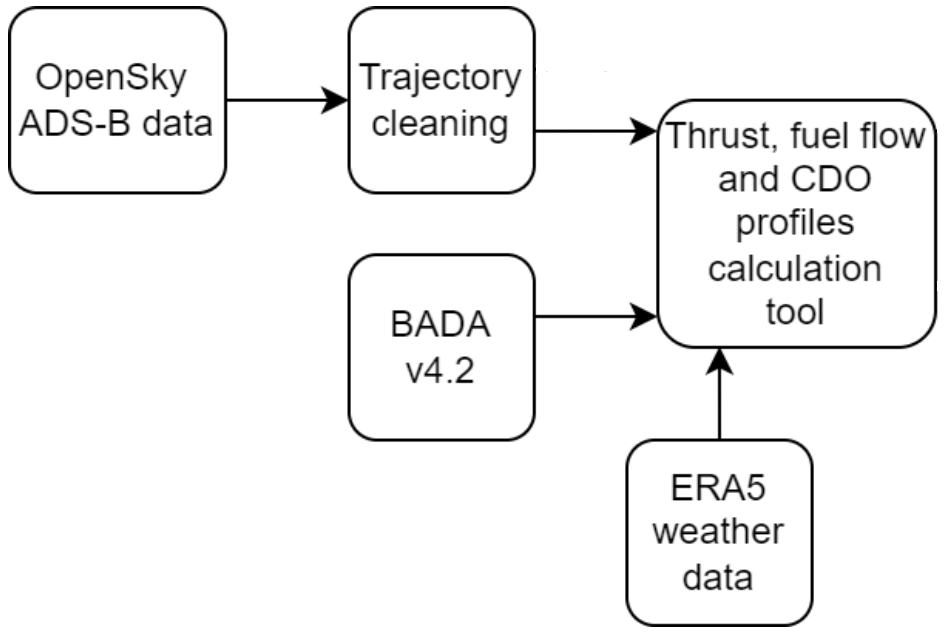 OpenSky
ADS-B data
Trajectory
cleaning
Thrust, fuel flow
and CDO
profiles
calculation
tool
BADA
v4.2
ERA5
weather
data